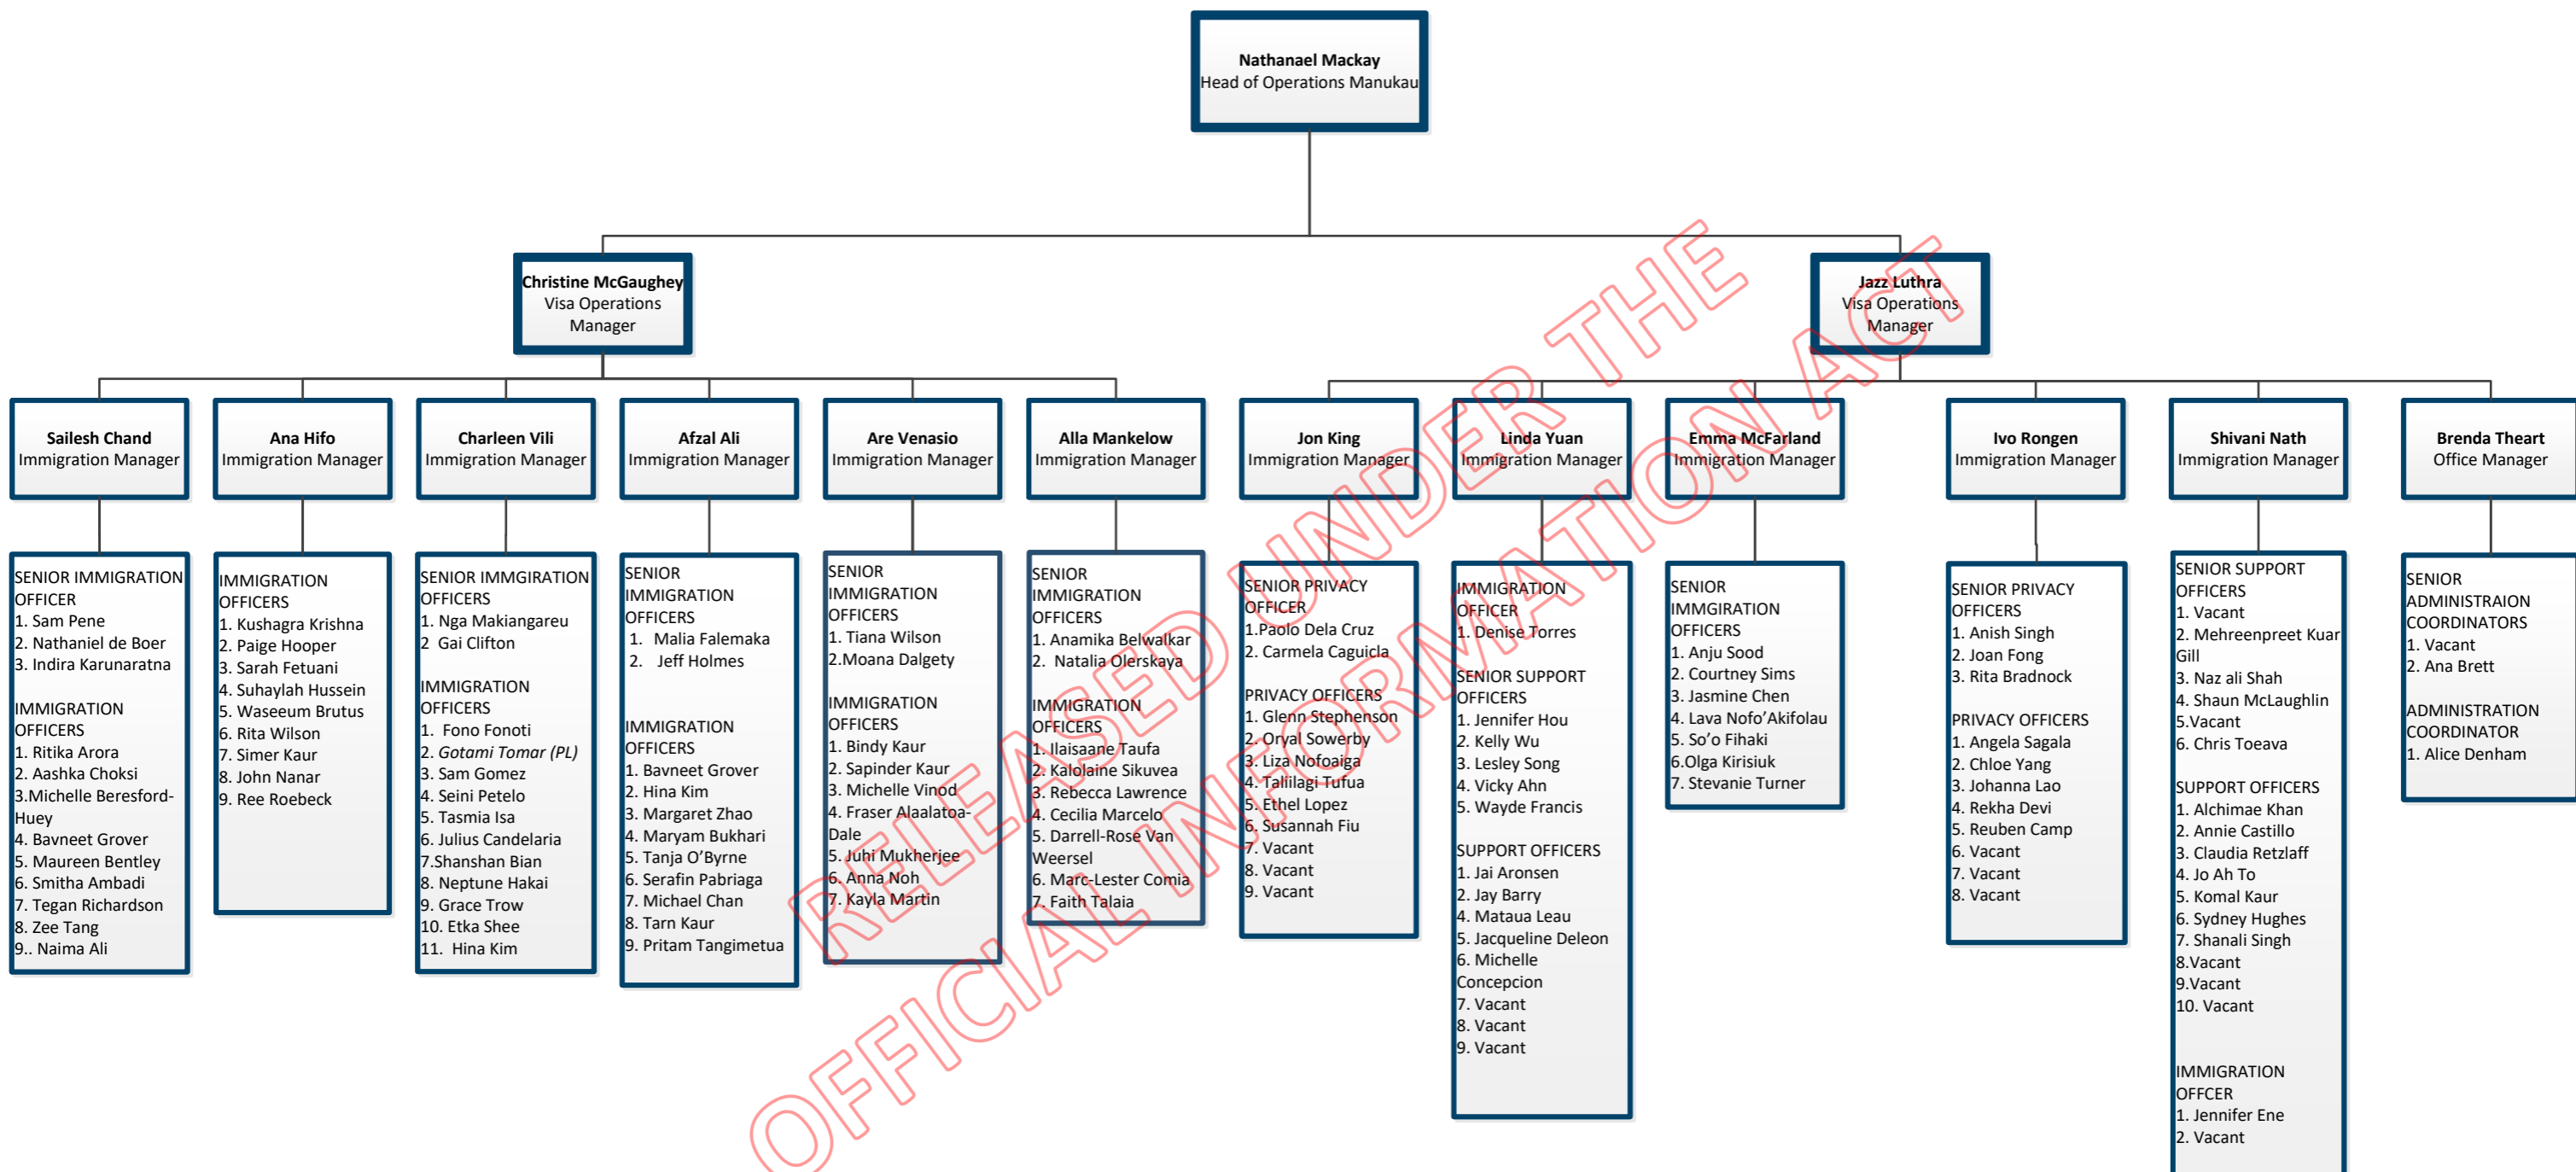 Nathanael Mackay
Head of Operations Manukau
Christine McGaughey
Visa Operations
Manager
Jazz Luthra
Visa Operations
Manager
Sailesh Chand
Immigration Manager
Ana Hifo
Immigration Manager
Charleen Vili
Immigration Manager
Afzal Ali
Immigration Manager
Are Venasio
Immigration Manager
Alla Mankelow
Immigration Manager
Jon King
Immigration Manager
Linda Yuan
Immigration Manager
Emma McFarland
Immigration Manager
Ivo Rongen
Immigration Manager
Shivani Nath
Immigration Manager
Brenda Theart
Office Manager
SENIOR IMMIGRATION
OFFICER
1. Sam Pene
2. Nathaniel de Boer
3. Indira Karunaratna
IMMIGRATION
OFFICERS
1. Ritika Arora
2. Aashka Choksi
3.Michelle Beresford-
Huey
4. Bavneet Grover
5. Maureen Bentley
6. Smitha Ambadi
7. Tegan Richardson
8. Zee Tang
9.. Naima Ali
IMMIGRATION
OFFICERS
1. Kushagra Krishna
2. Paige Hooper
3. Sarah Fetuani
4. Suhaylah Hussein
5. Waseeum Brutus
6. Rita Wilson
7. Simer Kaur
8. John Nanar
9. Ree Roebeck
SENIOR IMMGIRATION
OFFICERS
1. Nga Makiangareu
2 Gai Clifton
IMMIGRATION
OFFICERS
1. Fono Fonoti
2. Gotami Tomar (PL)
3. Sam Gomez
4. Seini Petelo
5. Tasmia Isa
6. Julius Candelaria
7.Shanshan Bian
8. Neptune Hakai
9. Grace Trow
10. Etka Shee
11. Hina Kim
SENIOR
IMMIGRATION
OFFICERS
1. Malia Falemaka
2. Jeff Holmes
IMMIGRATION
OFFICERS
1. Bavneet Grover
2. Hina Kim
3. Margaret Zhao
4. Maryam Bukhari
5. Tanja O’Byrne
6. Serafin Pabriaga
7. Michael Chan
8. Tarn Kaur
9. Pritam Tangimetua
SENIOR
IMMIGRATION
OFFICERS
1. Tiana Wilson
2.Moana Dalgety
IMMIGRATION
OFFICERS
1. Bindy Kaur
2. Sapinder Kaur
3. Michelle Vinod
4. Fraser Alaalatoa-
Dale
5. Juhi Mukherjee
6. Anna Noh
7. Kayla Martin
SENIOR
IMMIGRATION
OFFICERS
1. Anamika Belwalkar
2. Natalia Olerskaya
IMMIGRATION
OFFICERS
1. Ilaisaane Taufa
2. Kalolaine Sikuvea
3. Rebecca Lawrence
4. Cecilia Marcelo
5. Darrell-Rose Van
Weersel
6. Marc-Lester Comia
7. Faith Talaia
SENIOR PRIVACY
OFFICER
1.Paolo Dela Cruz
2. Carmela Caguicla
PRIVACY OFFICERS
1. Glenn Stephenson
2. Oryal Sowerby
3. Liza Nofoaiga
4. Taliilagi Tufua
5. Ethel Lopez
6. Susannah Fiu
7. Vacant
8. Vacant
9. Vacant
IMMIGRATION
OFFICER
1. Denise Torres
SENIOR SUPPORT
OFFICERS
1. Jennifer Hou
2. Kelly Wu
3. Lesley Song
4. Vicky Ahn
5. Wayde Francis
SUPPORT OFFICERS
1. Jai Aronsen
2. Jay Barry
4. Mataua Leau
5. Jacqueline Deleon
6. Michelle
Concepcion
7. Vacant
8. Vacant
9. Vacant
SENIOR
IMMGIRATION
OFFICERS
1. Anju Sood
2. Courtney Sims
3. Jasmine Chen
4. Lava Nofo’Akifolau
5. So’o Fihaki
6.Olga Kirisiuk
7. Stevanie Turner
SENIOR PRIVACY
OFFICERS
1. Anish Singh
2. Joan Fong
3. Rita Bradnock
PRIVACY OFFICERS
1. Angela Sagala
2. Chloe Yang
3. Johanna Lao
4. Rekha Devi
5. Reuben Camp
6. Vacant
7. Vacant
8. Vacant
SENIOR SUPPORT
OFFICERS
1. Vacant
2. Mehreenpreet Kuar
Gill
3. Naz ali Shah
4. Shaun McLaughlin
5.Vacant
6. Chris Toeava
SUPPORT OFFICERS
1. Alchimae Khan
2. Annie Castillo
3. Claudia Retzlaff
4. Jo Ah To
5. Komal Kaur
6. Sydney Hughes
7. Shanali Singh
8.Vacant
9.Vacant
10. Vacant
IMMIGRATION
OFFCER
1. Jennifer Ene
2. Vacant
SENIOR
ADMINISTRAION
COORDINATORS
1. Vacant
2. Ana Brett
ADMINISTRATION
COORDINATOR
1. Alice Denham
RELEASED UNDER THE
OFFICIAL INFORMATION ACT